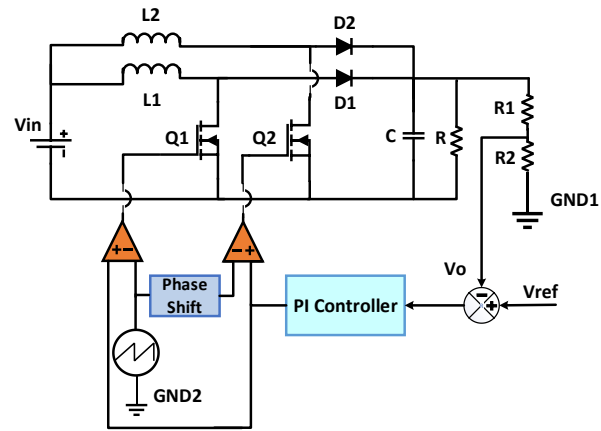 L2
D2
L1
D1
Vin
+
-
Q1
Q2
C
R
R1
R2
GND1
+-
-+
Phase
Shift
PI Controller
Vo
-
+
Vref
GND2